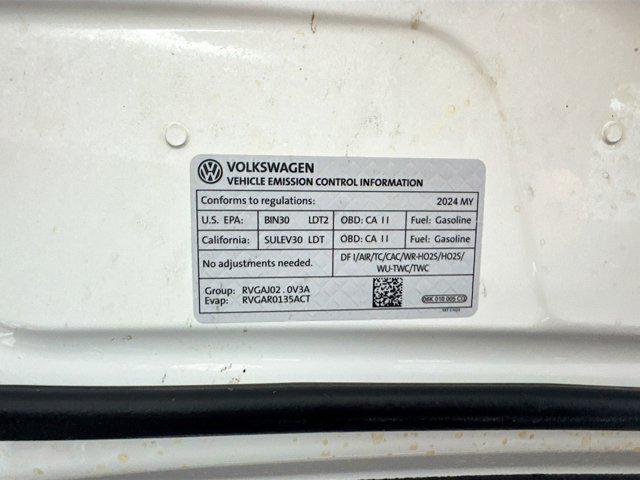 VOLKSWAGEN
VEHICLE EMISSION CONTROL INFORMATION
Conforms to regulations: 2024 MY
U.S. EPA: BIN30 LDT2 OBD: CA II Fuel: Gasoline
California: SULEV30 LDT OBD: CA II Fuel: Gasoline
No adjustments needed. DFI/AIR/TC/CAC/WR-HO2S/HO2S/
WU-TWC/TWC
Group: RVGAJ02.0V3A
Evap: RVGAR0135ACT
06K 010 005 CQ